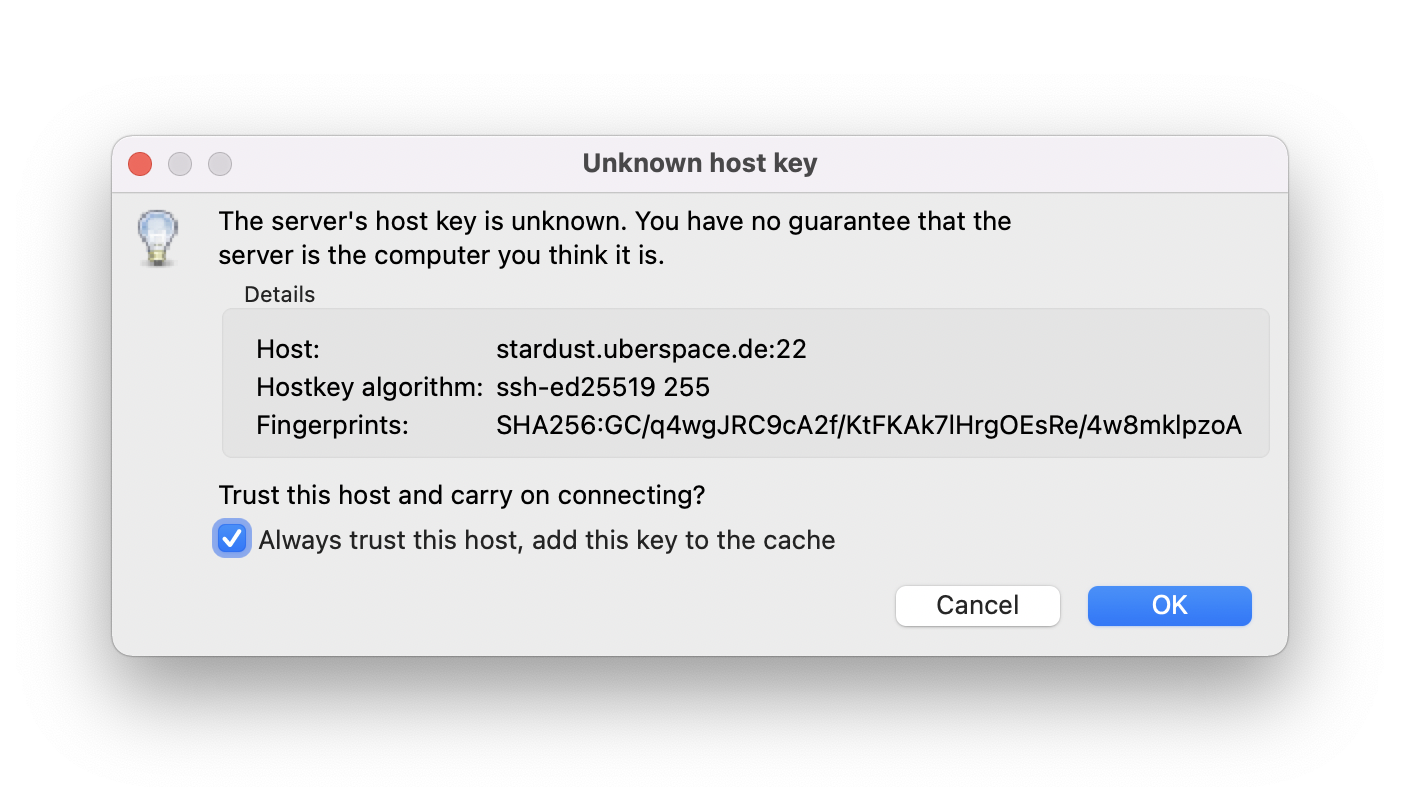 Unknown host key
The server's host key is unknown. You have no guarantee that the
server is the computer you think it is.
Details
Host: stardust.uberspace.de:22
Hostkey algorithm: ssh-ed25519 255
Fingerprints: SHA256:GC/q4wgJRC9cA2f/KtFKAk7lHrgOEsRe/4w8mklpzoA
Trust this host and carry on connecting?
Always trust this host, add this key to the cache
Cancel OK